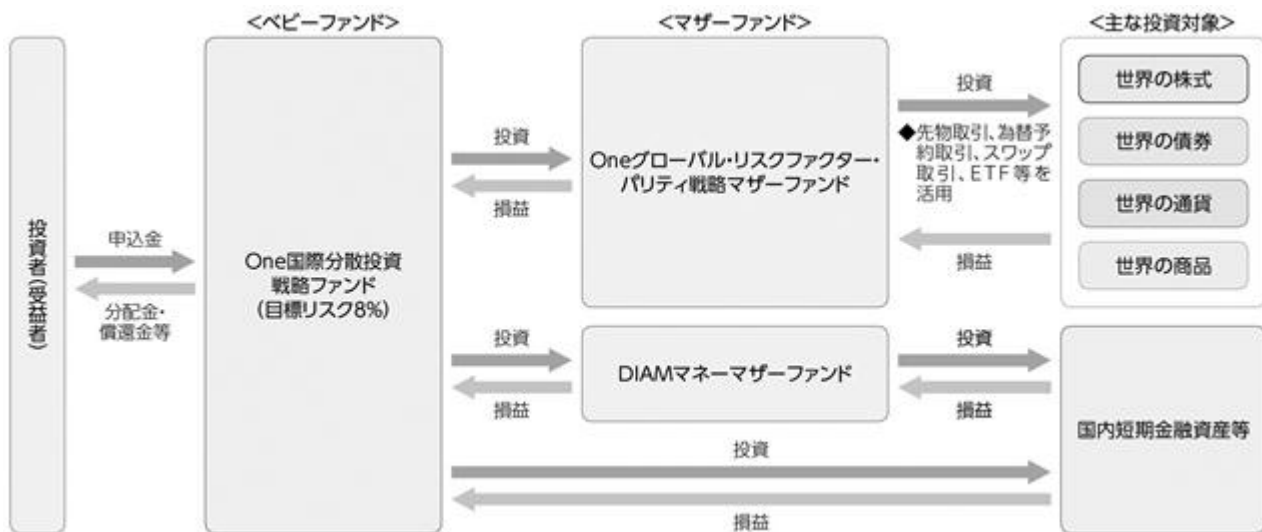 <ベビーファンド>
<マザーファンド>
<主な投資対象>
投資者(受益者)
申込金
分配金・
償還金等
One国際分散投資
戦略ファンド
(目標リスク8%)
投資
損益
Oneグローバル・リスクファクター・
パリティ戦略マザーファンド
投資
◆先物取引、為替予
約取引、スワップ
取引、ETF等を
活用
損益
世界の株式
世界の債券
世界の通貨
世界の商品
投資
損益
DIAMマネーマザーファンド
投資
損益
国内短期金融資産等
投資
損益